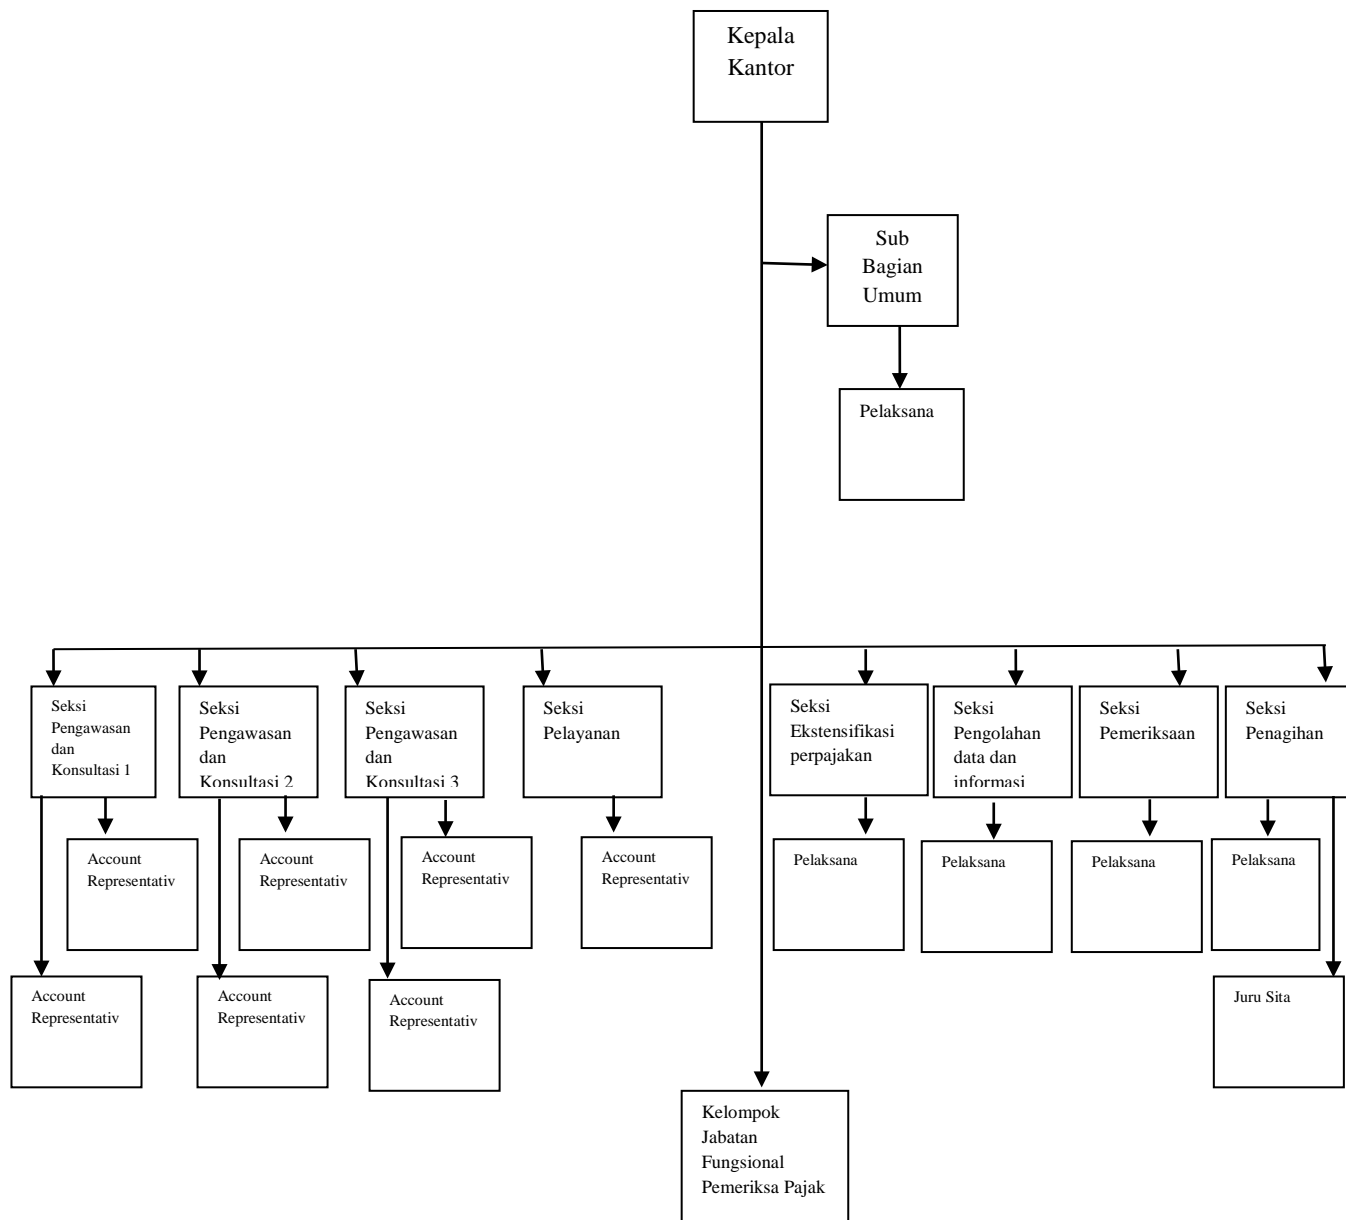 Kepala
Kantor
Sub
Bagian
Umum
Pelaksana
Seksi
Pengawasan
dan
Konsultasi 1
Seksi
Pengawasan
dan
Konsultasi 2
Seksi
Pengawasan
dan
Konsultasi 3
Seksi
Pelayanan
Seksi
Ekstensifikasi
perpajakan
Seksi
Pengolahan
data dan
informasi
Seksi
Pemeriksaan
Seksi
Penagihan
Account
Representativ
Account
Representativ
Account
Representativ
Account
Representativ
Pelaksana
Pelaksana
Pelaksana
Pelaksana
Account
Representativ
Account
Representativ
Account
Representativ
Juru Sita
Kelompok
Jabatan
Fungsional
Pemeriksa Pajak